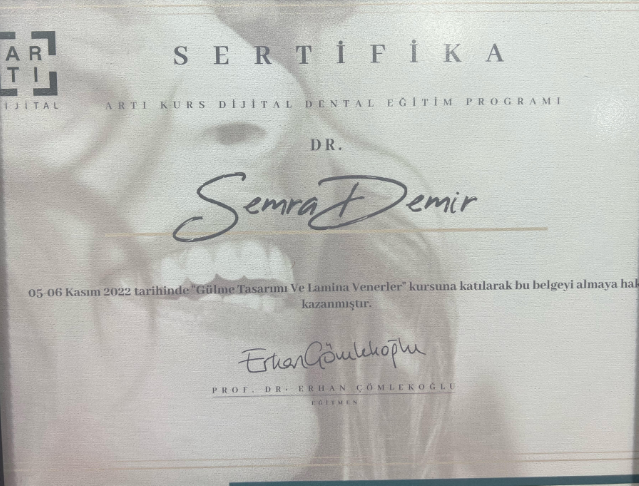 AR
TI
İJİTAL
SERTİFİKA
ARTI KURS DİJİTAL DENTAL EĞİTİM PROGRAMI
DR.
Semra Demir
05-06 Kasım 2022 tarihinde "Gülme Tasarımı Ve Lamina Venerler" kursuna katılarak bu belgeyi almaya hak
kazanmıştır.
Erhan Çömlekoğlu
PROF. DR. ERHAN ÇÖMLEKOĞLU
EĞİTMEN